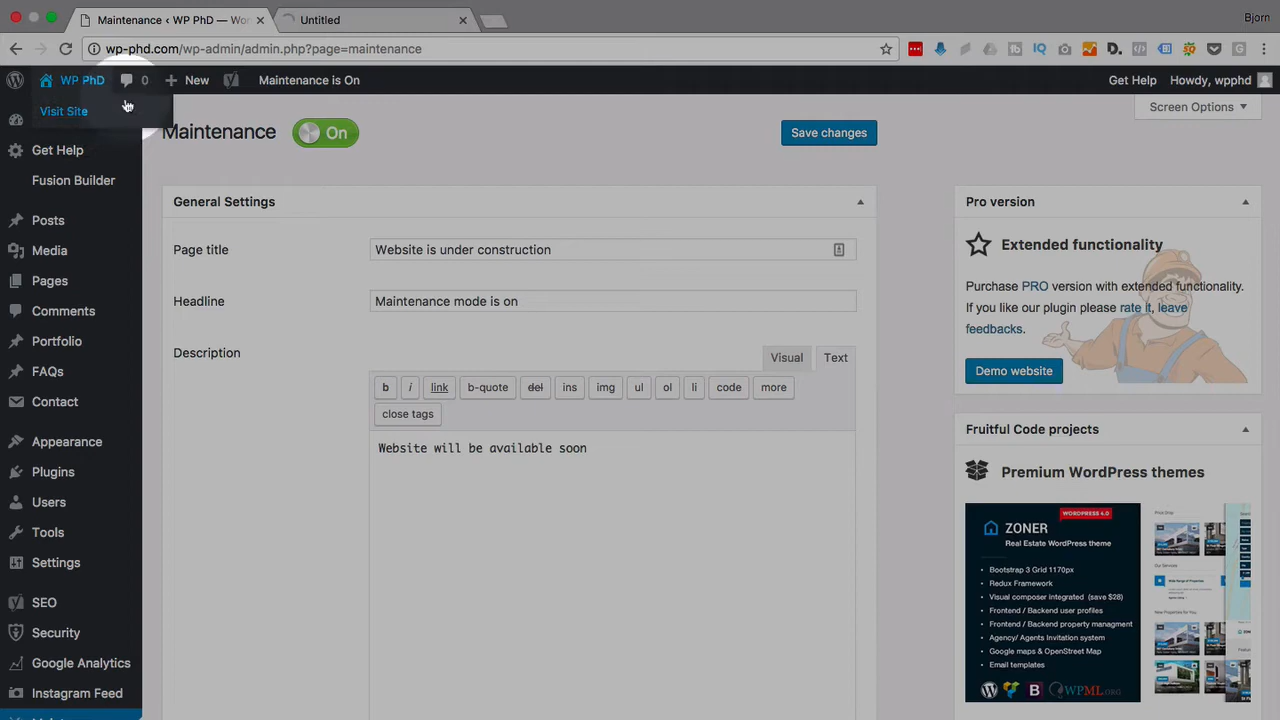 Maintenance ‹ WP PhD — Wo
Untitled
Bjorn
wp-phd.com/wp-admin/admin.php?page=maintenance
WP PhD 0 New Maintenance is On Get Help Howdy, wpphd
Visit Site
Screen Options
Maintenance On Save changes
Get Help
Fusion Builder
Posts
Media
Pages
Comments
Portfolio
FAQs
Contact
Appearance
Plugins
Users
Tools
Settings
SEO
Security
Google Analytics
Instagram Feed
General Settings
Page title Website is under construction
Headline Maintenance mode is on
Description Visual Text
b i link b-quote del ins img ul ol li code more
close tags
Website will be available soon
Pro version
Extended functionality
Purchase PRO version with extended functionality.
If you like our plugin please rate it, leave
feedbacks.
Demo website
Fruitful Code projects
Premium WordPress themes
WORDPRESS 4.0
ZONER
Real Estate WordPress theme
Bootstrap 3 Grid 1170px
Redux Framework
Visual composer integrated (save $28)
Frontend / Backend user profiles
Frontend / Backend property managment
Agency/ Agents Invitation system
Google maps & OpenStreet Map
Email templates
WPML.ORG